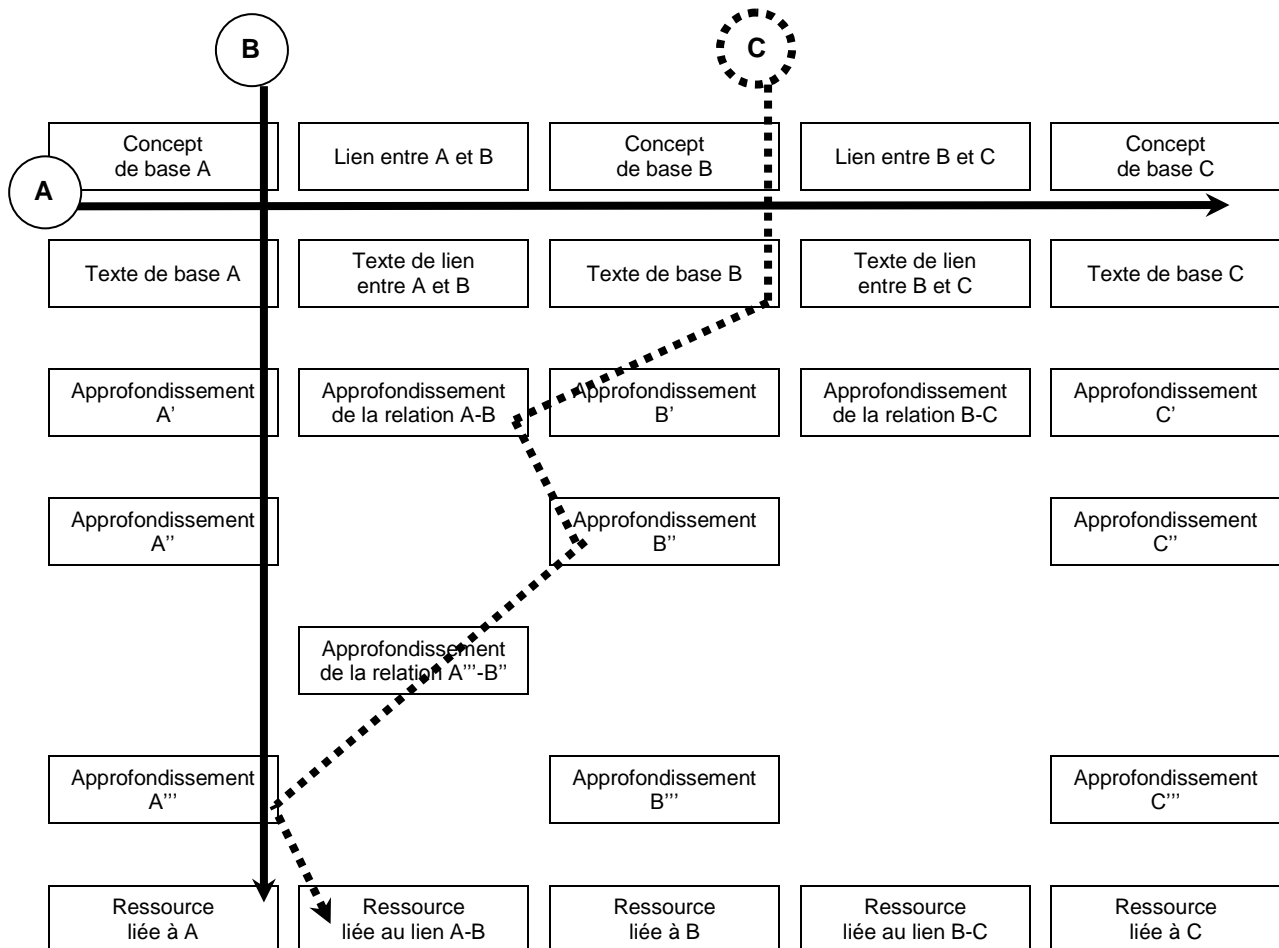 B
C
Concept
de base A
Lien entre A et B
Concept
de base B
Lien entre B et C
Concept
de base C
A
Texte de base A
Texte de lien
entre A et B
Texte de base B
Texte de lien
entre B et C
Texte de base C
Approfondissement
A'
Approfondissement
de la relation A-B
Approfondissement
B'
Approfondissement
de la relation B-C
Approfondissement
C'
Approfondissement
A’’
Approfondissement
B’’
Approfondissement
C’’
Approfondissement
de la relation A’’’-B’’
Approfondissement
A’’’
Approfondissement
B’’’
Approfondissement
C’’’
Ressource
liée à A
Ressource
liée au lien A-B
Ressource
liée à B
Ressource
liée au lien B-C
Ressource
liée à C